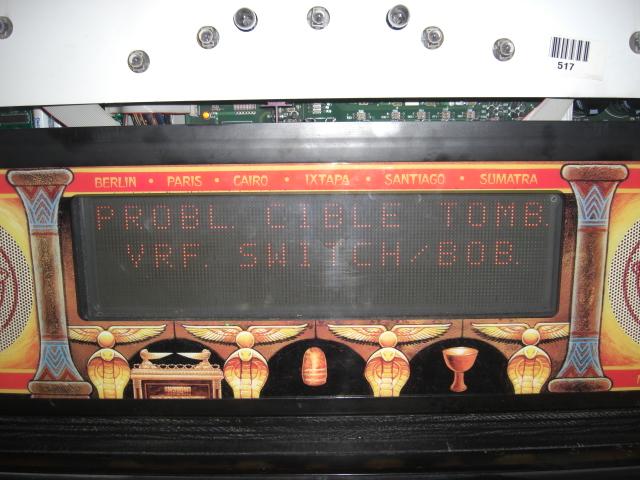 517
BERLIN • PARIS • CAIRO • IXTAPA • SANTIAGO • SUMATRA
PROBL. CIBLE TOMB.
VRF. SWITCH/BOB.